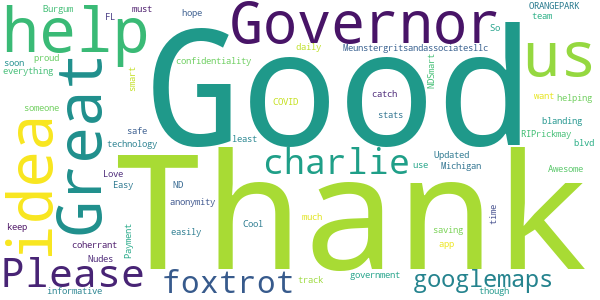 Burgum
FL
must
hope
Governor
ORANGEPARK
team
So
help
soon
proud
everything
someone
smart
confidentiality
daily
Meunstergritsandassociatesllc
NDSmart
us
want
helping
Good
COVID
catch
stats
blanding
RIPrickmay
blvd
Great
idea
safe
technology
least
Love
Easy
ND
charlie
use
Updated
Michigan
Awesome
Thank
anonymity
keep
coherrant
Nudes
Payment
easily
Cool
much
time
saving
app
Please
informative
foxtrot
track
government
googlemaps
though